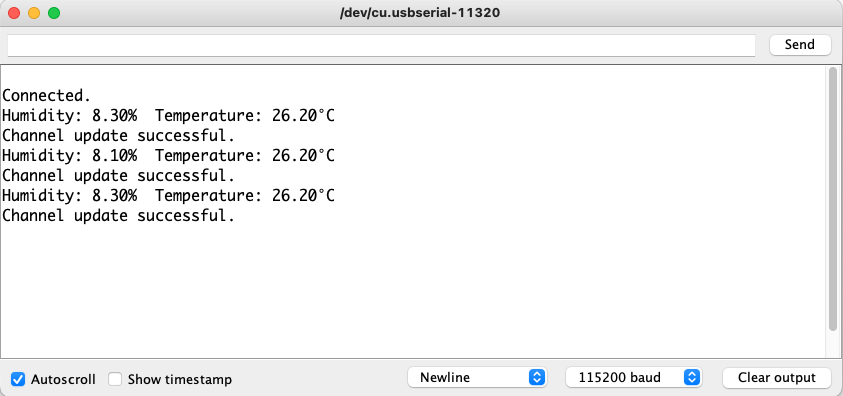 /dev/cu.usbserial-11320
Send
Connected.
Humidity: 8.30%  Temperature: 26.20°C
Channel update successful.
Humidity: 8.10%  Temperature: 26.20°C
Channel update successful.
Humidity: 8.30%  Temperature: 26.20°C
Channel update successful.
Autoscroll Show timestamp Newline 115200 baud Clear output